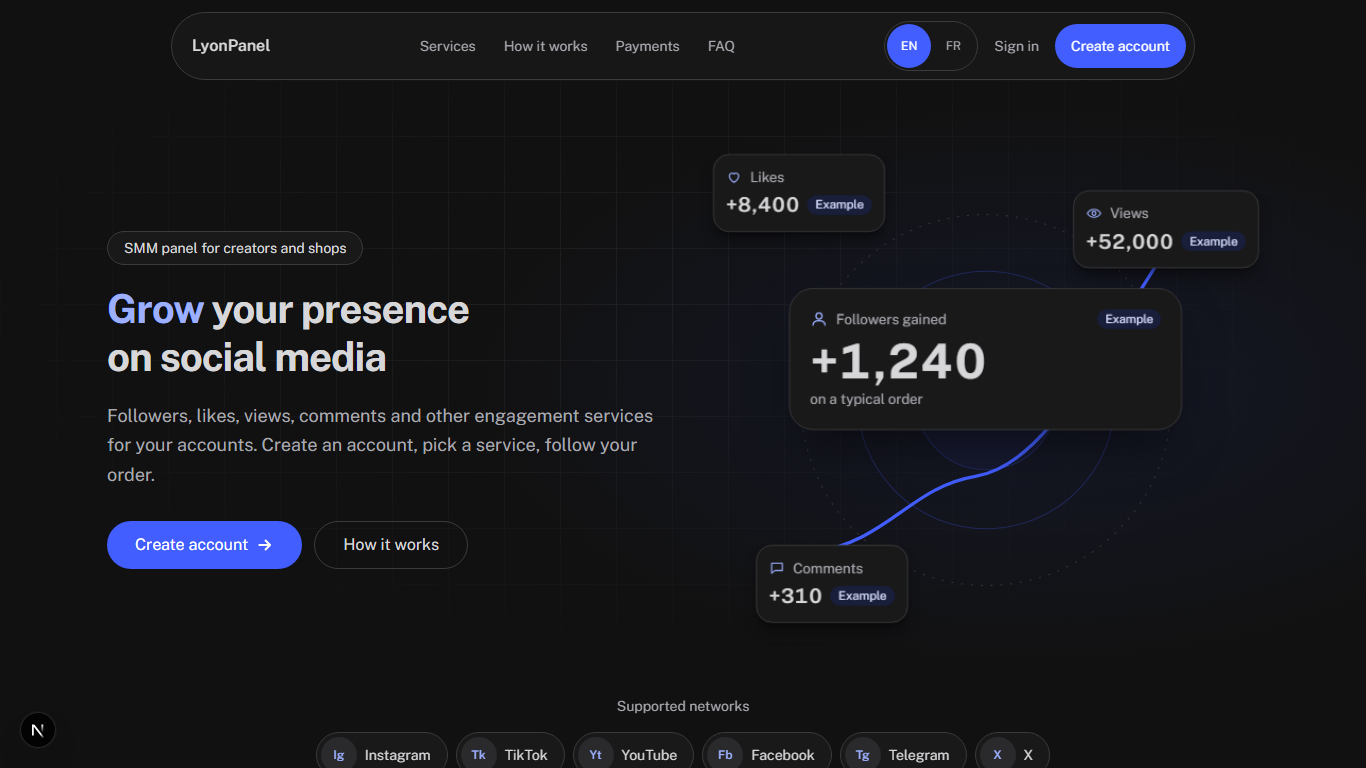 LyonPanel
Services
How it works
Payments
FAQ
EN
FR
Sign in
Create account
SMM panel for creators and shops
Grow your presence
on social media
Followers, likes, views, comments and other engagement services
for your accounts. Create an account, pick a service, follow your
order.
Create account →
How it works
Likes
+8,400 Example
Views
+52,000 Example
Followers gained Example
+1,240
on a typical order
Comments
+310 Example
Supported networks
Ig Instagram
Tk TikTok
Yt YouTube
Fb Facebook
Tg Telegram
X X
N